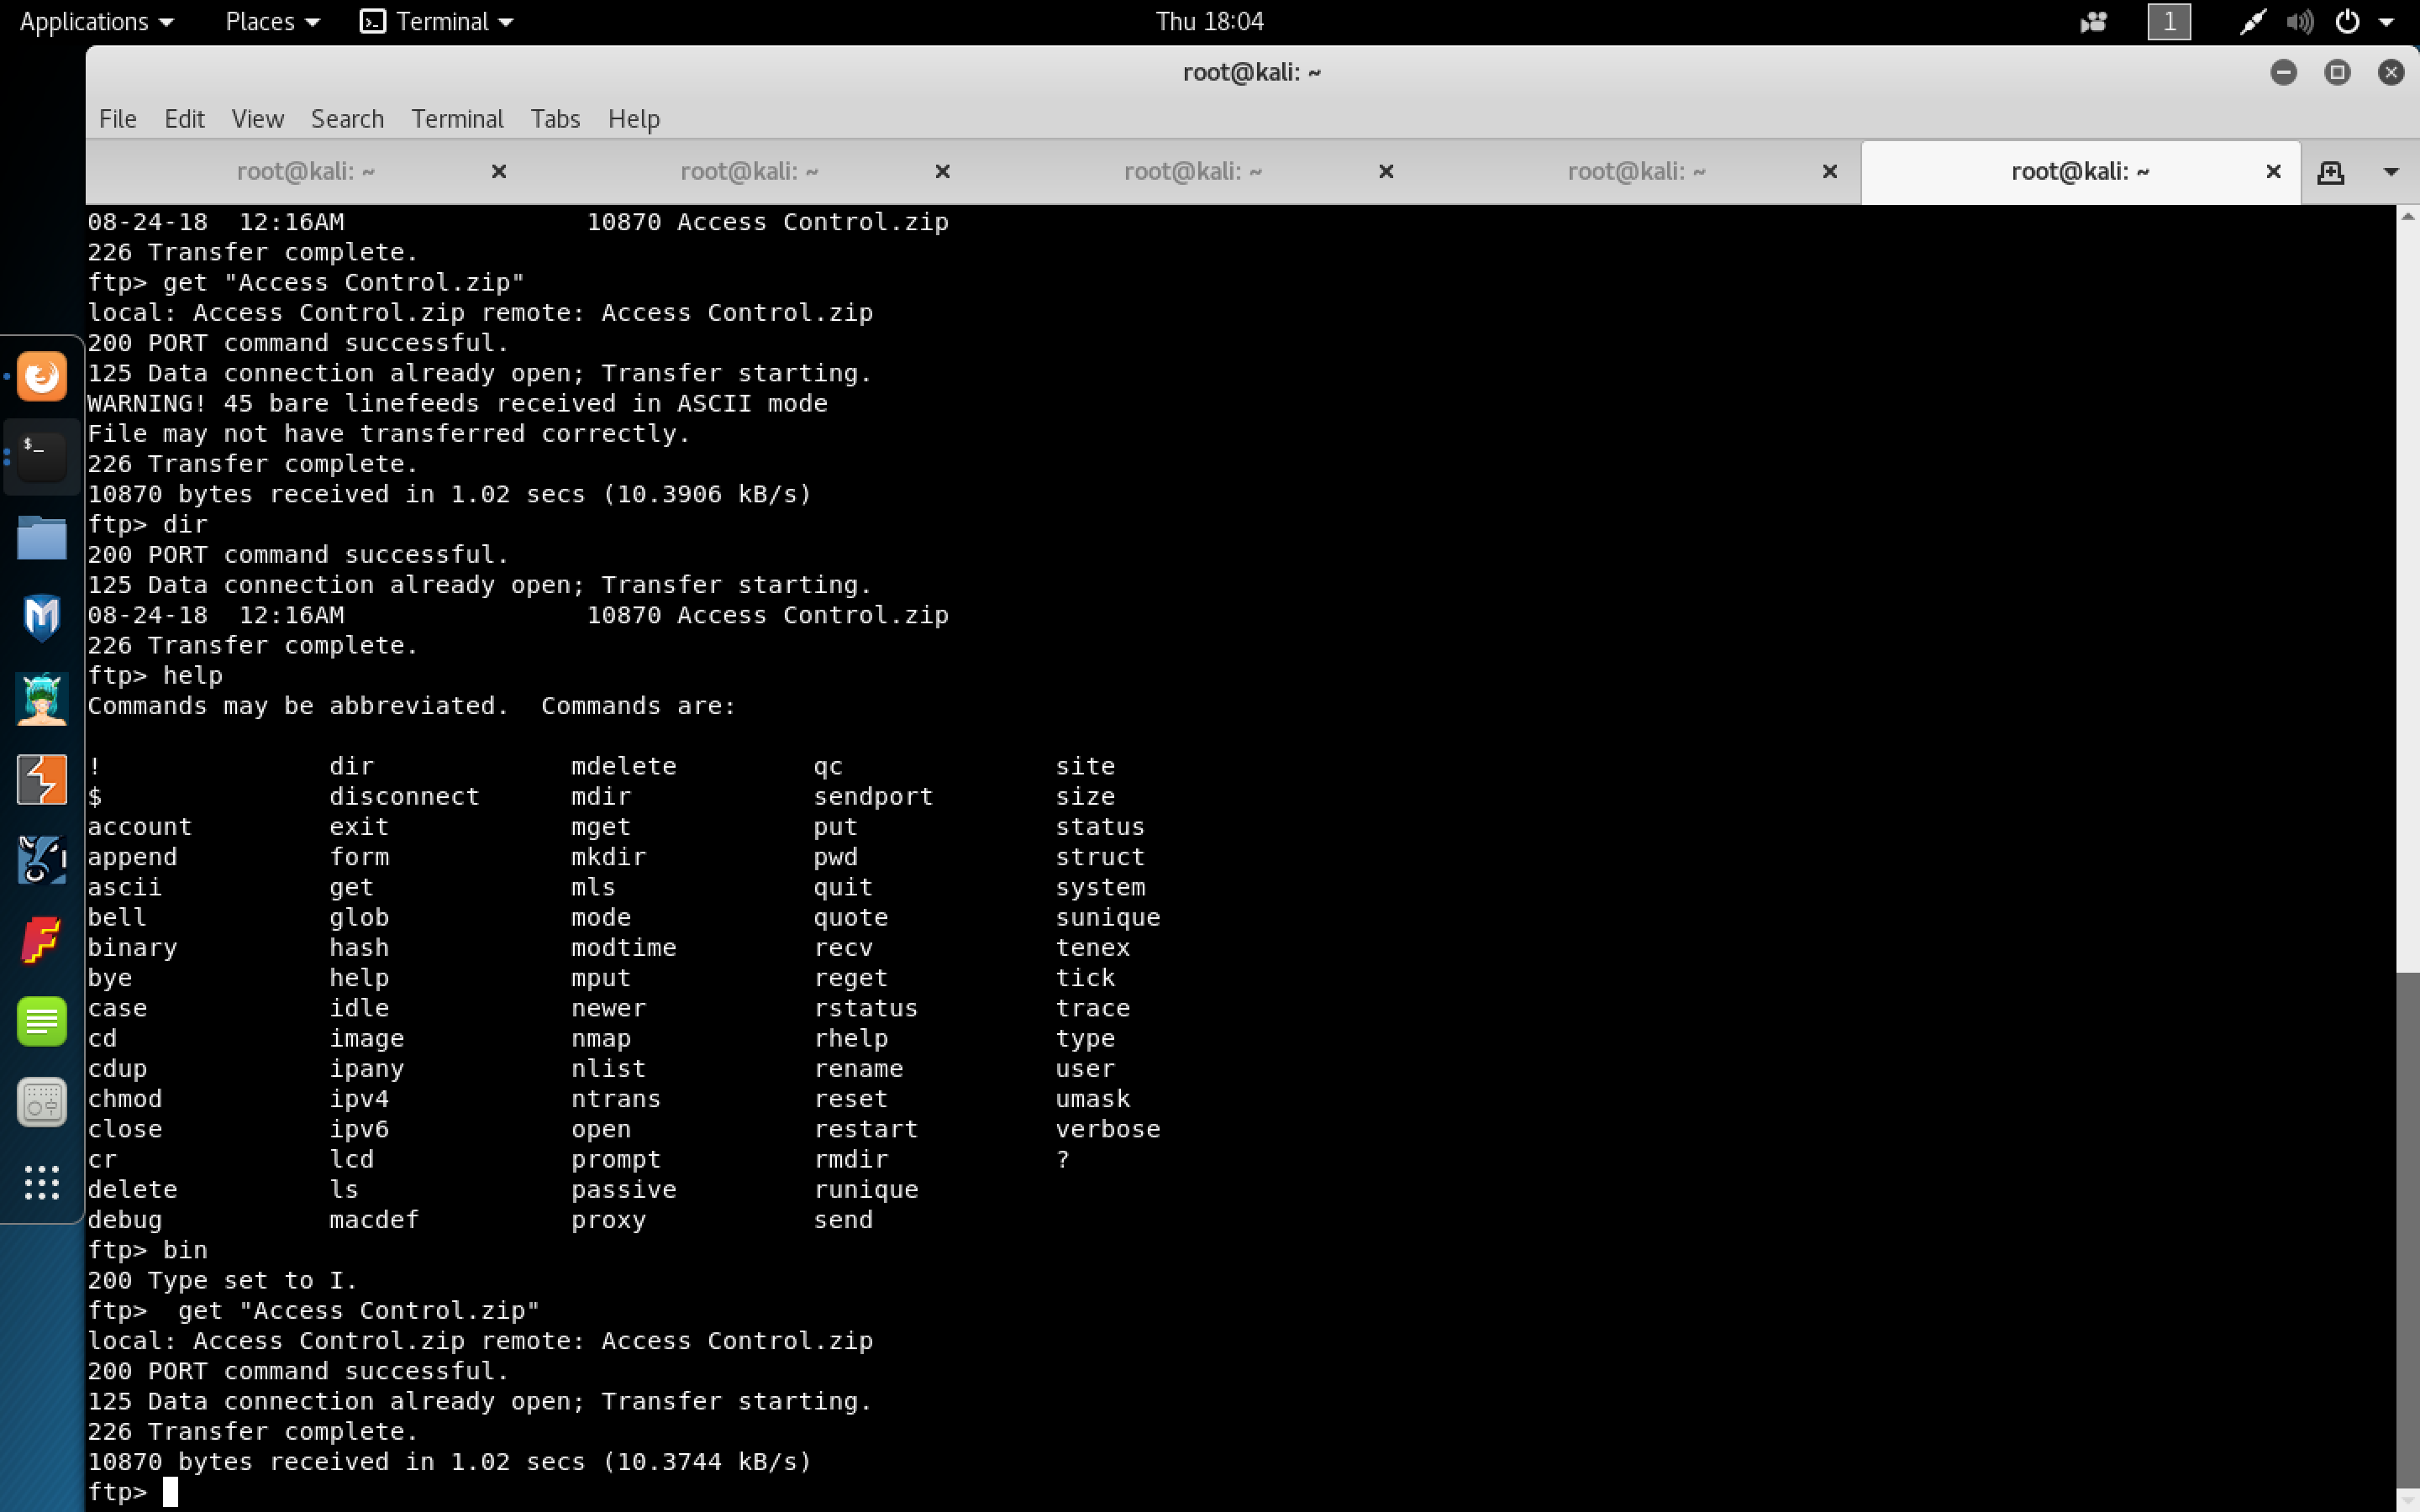 Applications Places Terminal Thu 18:04 1
root@kali: ~
File Edit View Search Terminal Tabs Help
root@kali: ~ root@kali: ~ root@kali: ~ root@kali: ~ root@kali: ~
08-24-18  12:16AM                10870 Access Control.zip
226 Transfer complete.
ftp> get "Access Control.zip"
local: Access Control.zip remote: Access Control.zip
200 PORT command successful.
125 Data connection already open; Transfer starting.
WARNING! 45 bare linefeeds received in ASCII mode
File may not have transferred correctly.
226 Transfer complete.
10870 bytes received in 1.02 secs (10.3906 kB/s)
ftp> dir
200 PORT command successful.
125 Data connection already open; Transfer starting.
08-24-18  12:16AM                10870 Access Control.zip
226 Transfer complete.
ftp> help
Commands may be abbreviated.  Commands are:
!               dir             mdelete         qc              site
$               disconnect      mdir            sendport        size
account         exit            mget            put             status
append          form            mkdir           pwd             struct
ascii           get             mls             quit            system
bell            glob            mode            quote           sunique
binary          hash            modtime         recv            tenex
bye             help            mput            reget           tick
case            idle            newer           rstatus         trace
cd              image           nmap            rhelp           type
cdup            ipany           nlist           rename          user
chmod           ipv4            ntrans          reset           umask
close           ipv6            open            restart         verbose
cr              lcd             prompt          rmdir           ?
delete          ls              passive         runique
debug           macdef          proxy           send
ftp> bin
200 Type set to I.
ftp>  get "Access Control.zip"
local: Access Control.zip remote: Access Control.zip
200 PORT command successful.
125 Data connection already open; Transfer starting.
226 Transfer complete.
10870 bytes received in 1.02 secs (10.3744 kB/s)
ftp>